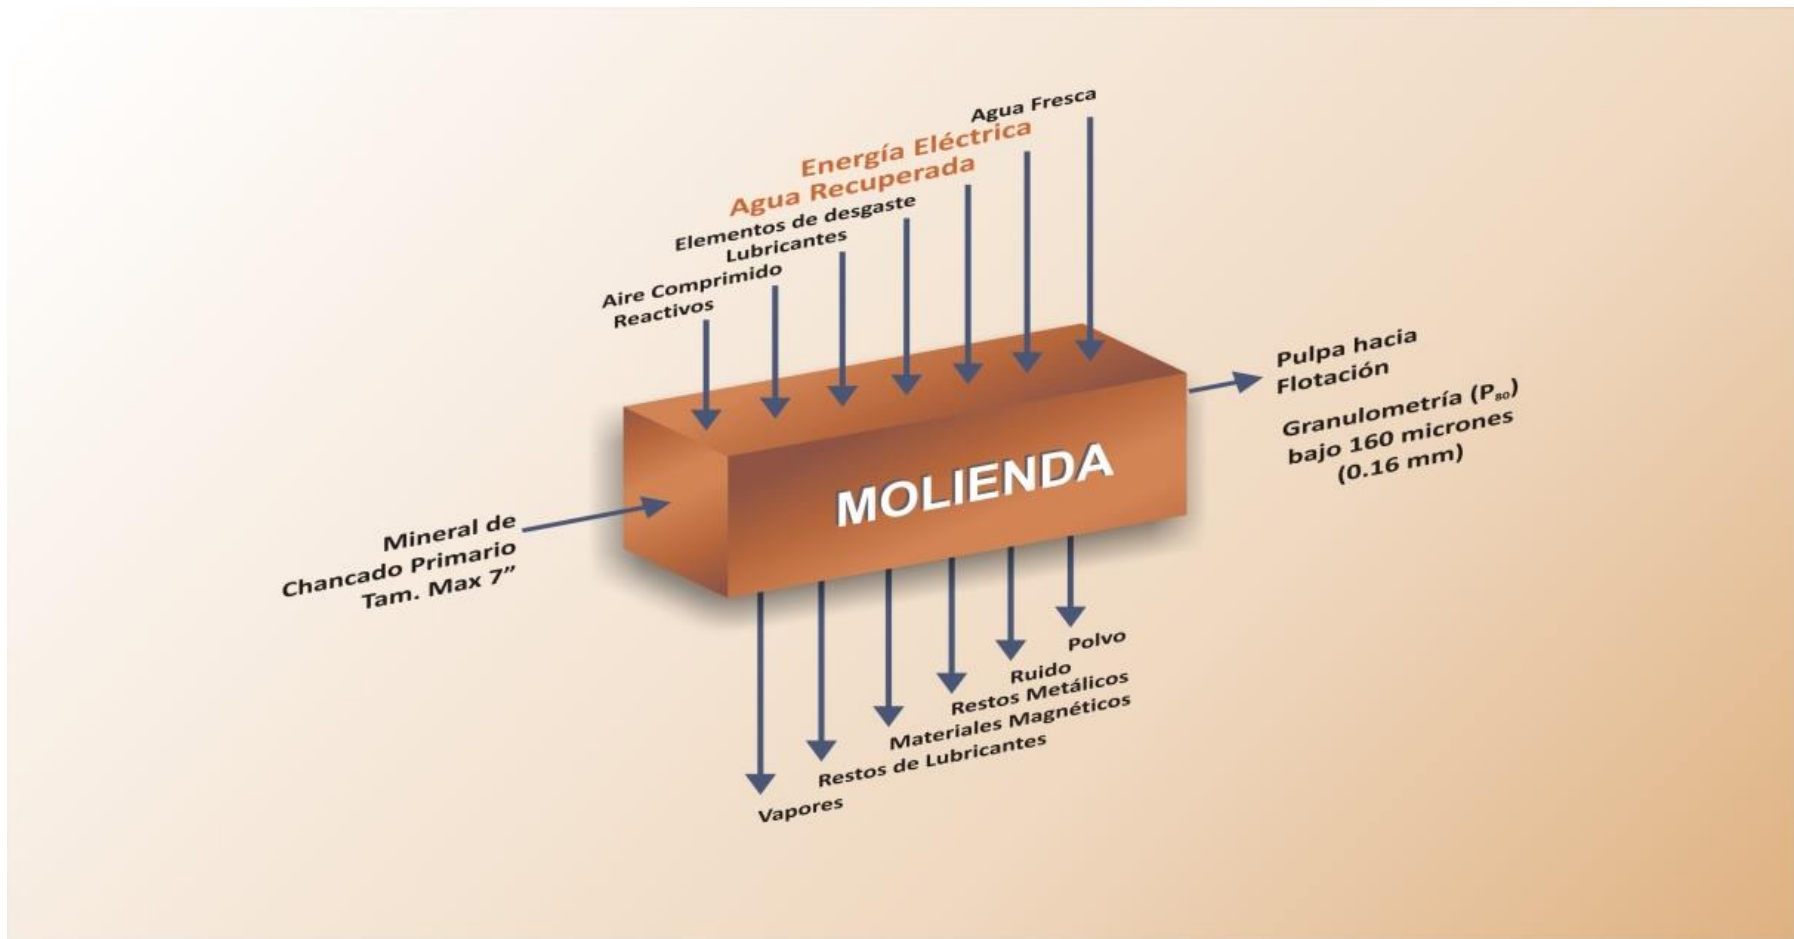 Agua Fresca
Energía Eléctrica
Agua Recuperada
Elementos de desgaste
Lubricantes
Aire Comprimido
Reactivos
Mineral de
Chancado Primario
Tam. Max 7”
MOLIENDA
Pulpa hacia
Flotación
Granulometría (P₈₀)
bajo 160 micrones
(0.16 mm)
Polvo
Ruido
Restos Metálicos
Materiales Magnéticos
Restos de Lubricantes
Vapores